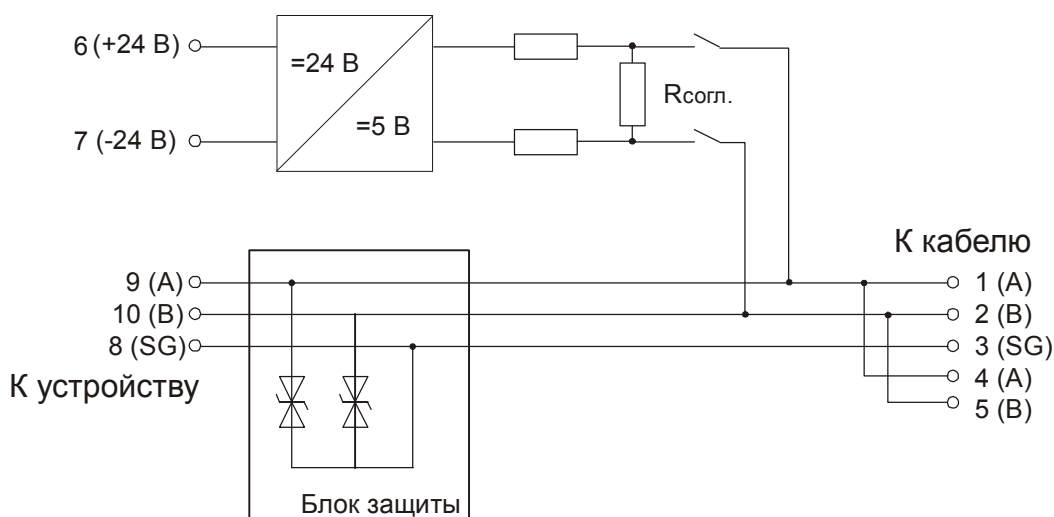 6 (+24 В)
=24 В
Rсогл.
=5 В
7 (-24 В)
К кабелю
9 (А)
1 (А)
10 (В)
2 (В)
8 (SG)
3 (SG)
К устройству
4 (А)
5 (В)
Блок защиты